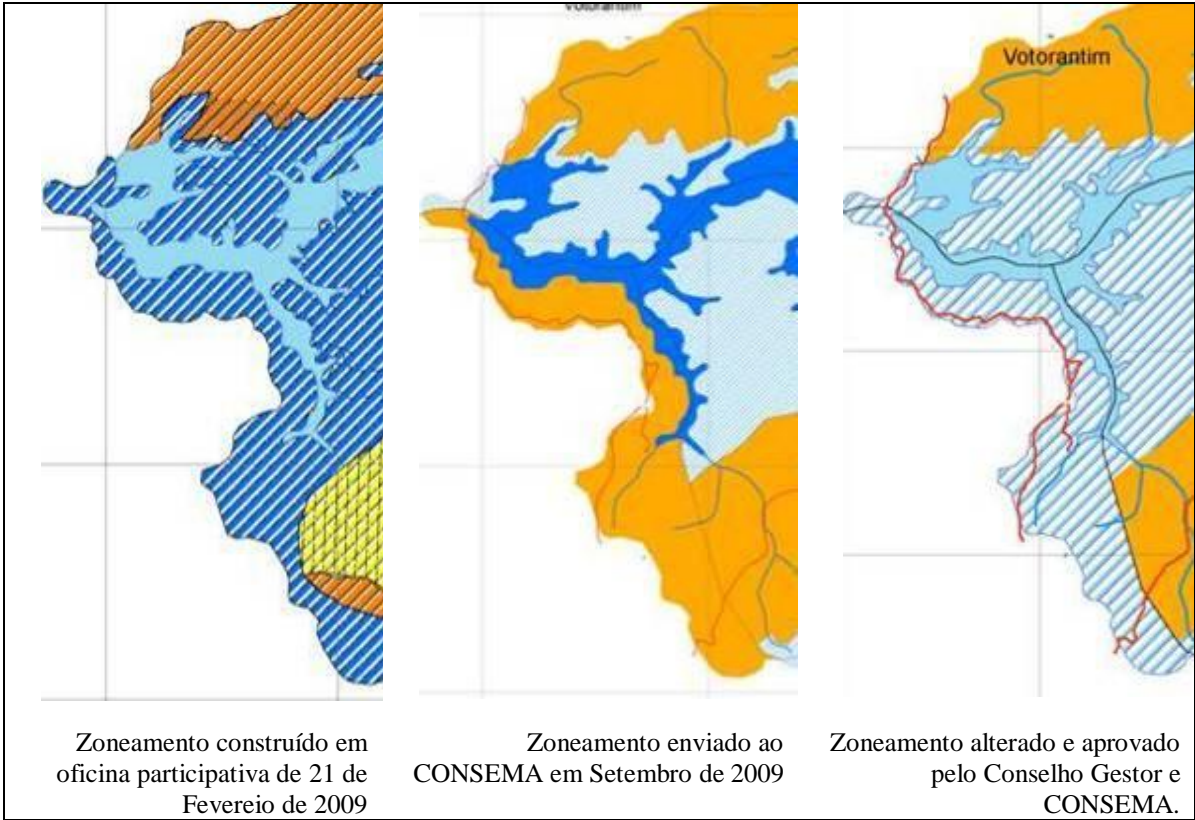 Votorantim
Votorantim
Zoneamento construído em
oficina participativa de 21 de
Fevereiro de 2009
Zoneamento enviado ao
CONSEMA em Setembro de 2009
Zoneamento alterado e aprovado
pelo Conselho Gestor e
CONSEMA.